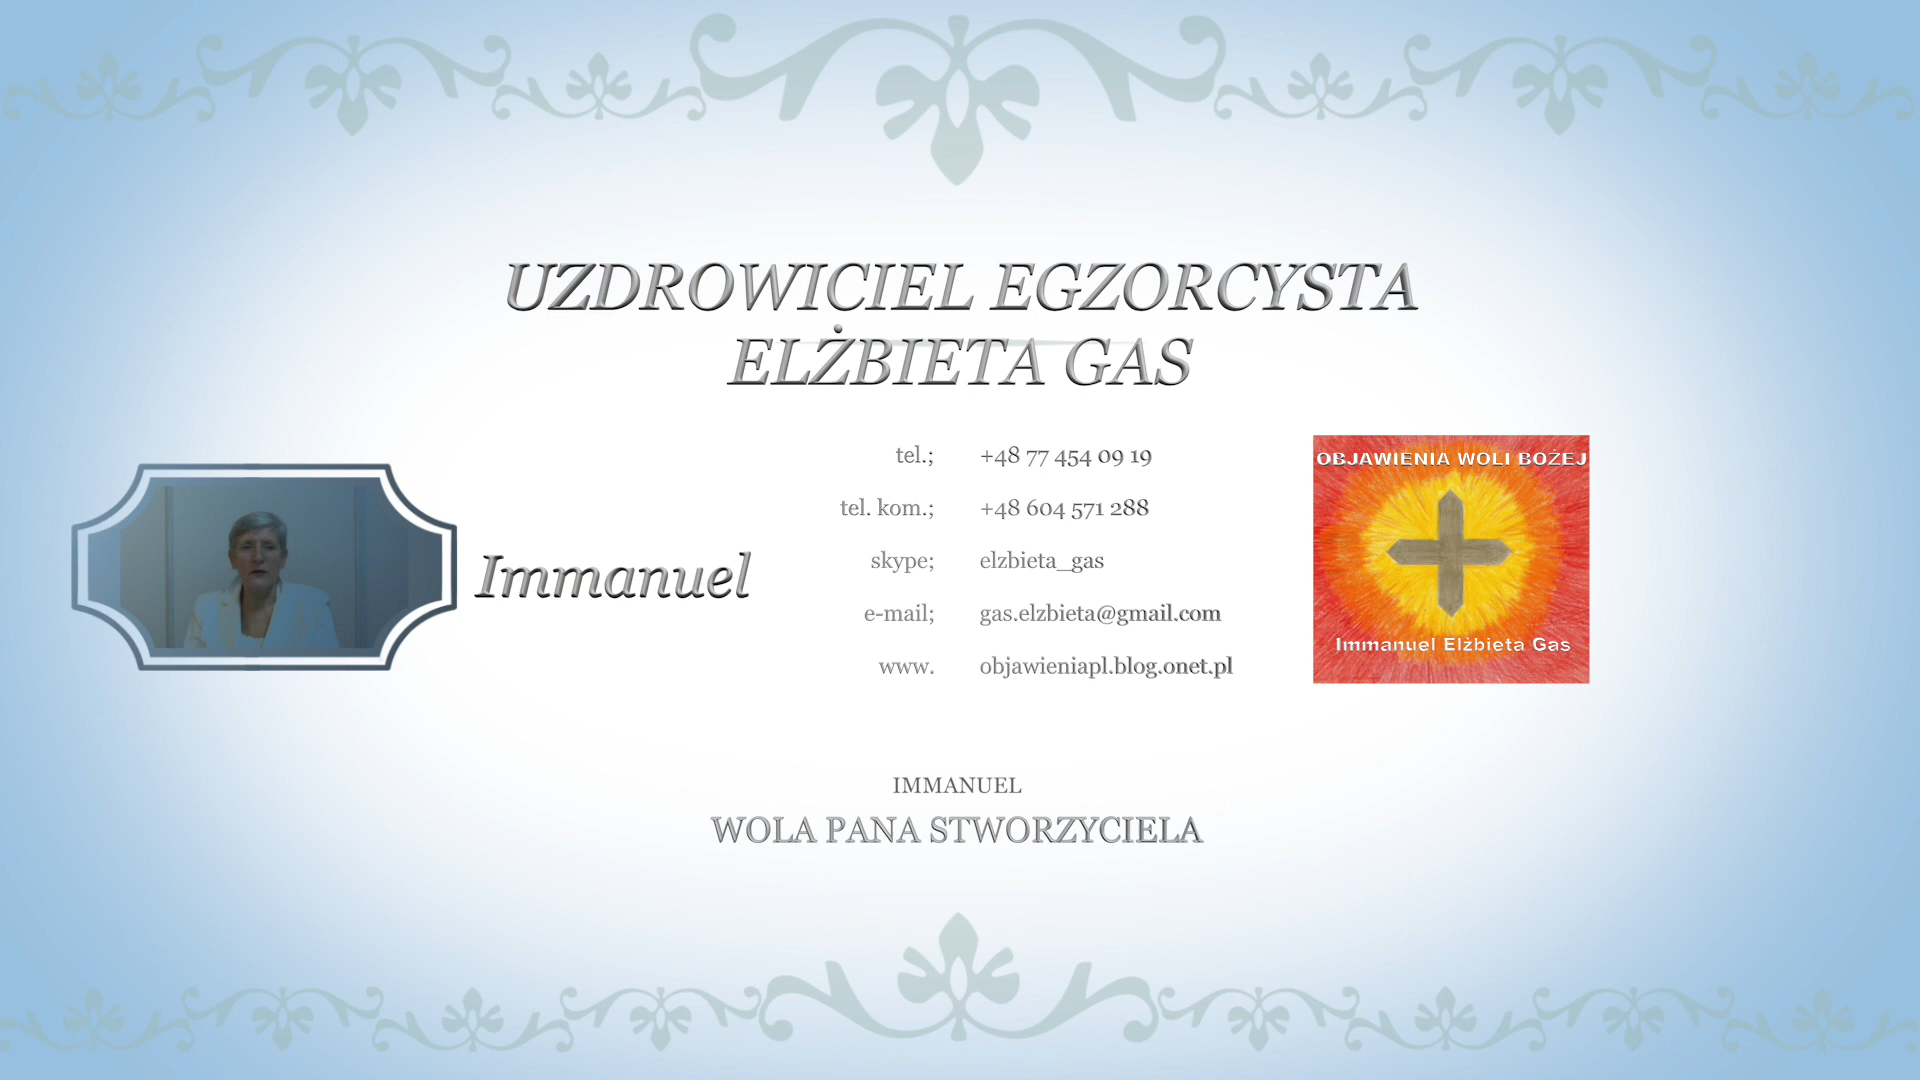 UZDROWICIEL EGZORCYSTA
ELŻBIETA GAS
Immanuel
tel.; +48 77 454 09 19
tel. kom.; +48 604 571 288
skype; elzbieta_gas
e-mail; gas.elzbieta@gmail.com
www. objawieniapl.blog.onet.pl
OBJAWIENIA WOLI BOŻEJ
Immanuel Elżbieta Gas
IMMANUEL
WOLA PANA STWORZYCIELA